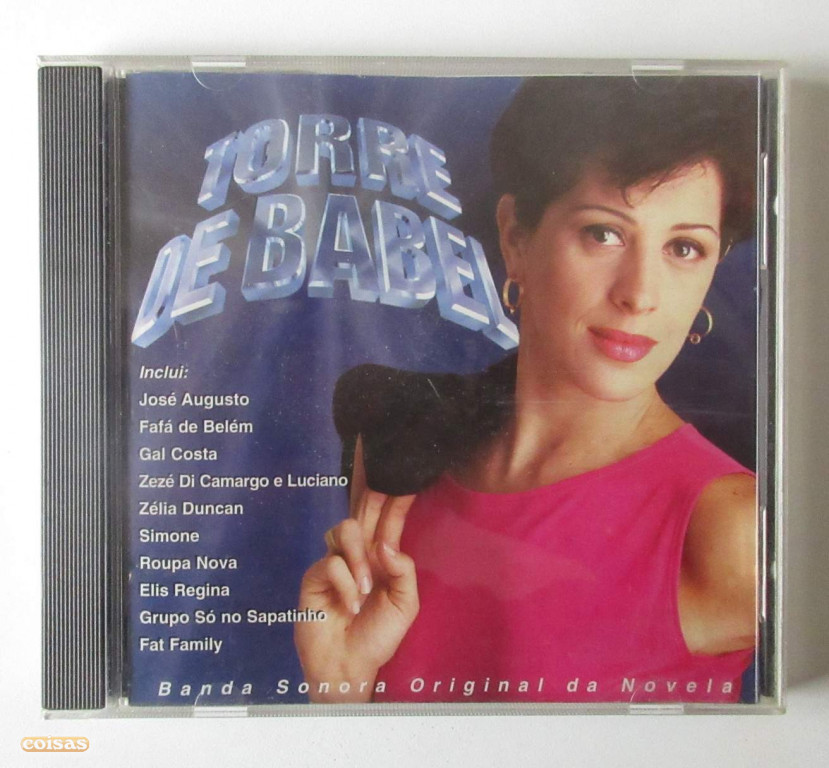 TORRE
DE BABEL
Inclui:
José Augusto
Fafá de Belém
Gal Costa
Zezé Di Camargo e Luciano
Zélia Duncan
Simone
Roupa Nova
Elis Regina
Grupo Só no Sapatinho
Fat Family
Banda Sonora Original da Novela
coisas